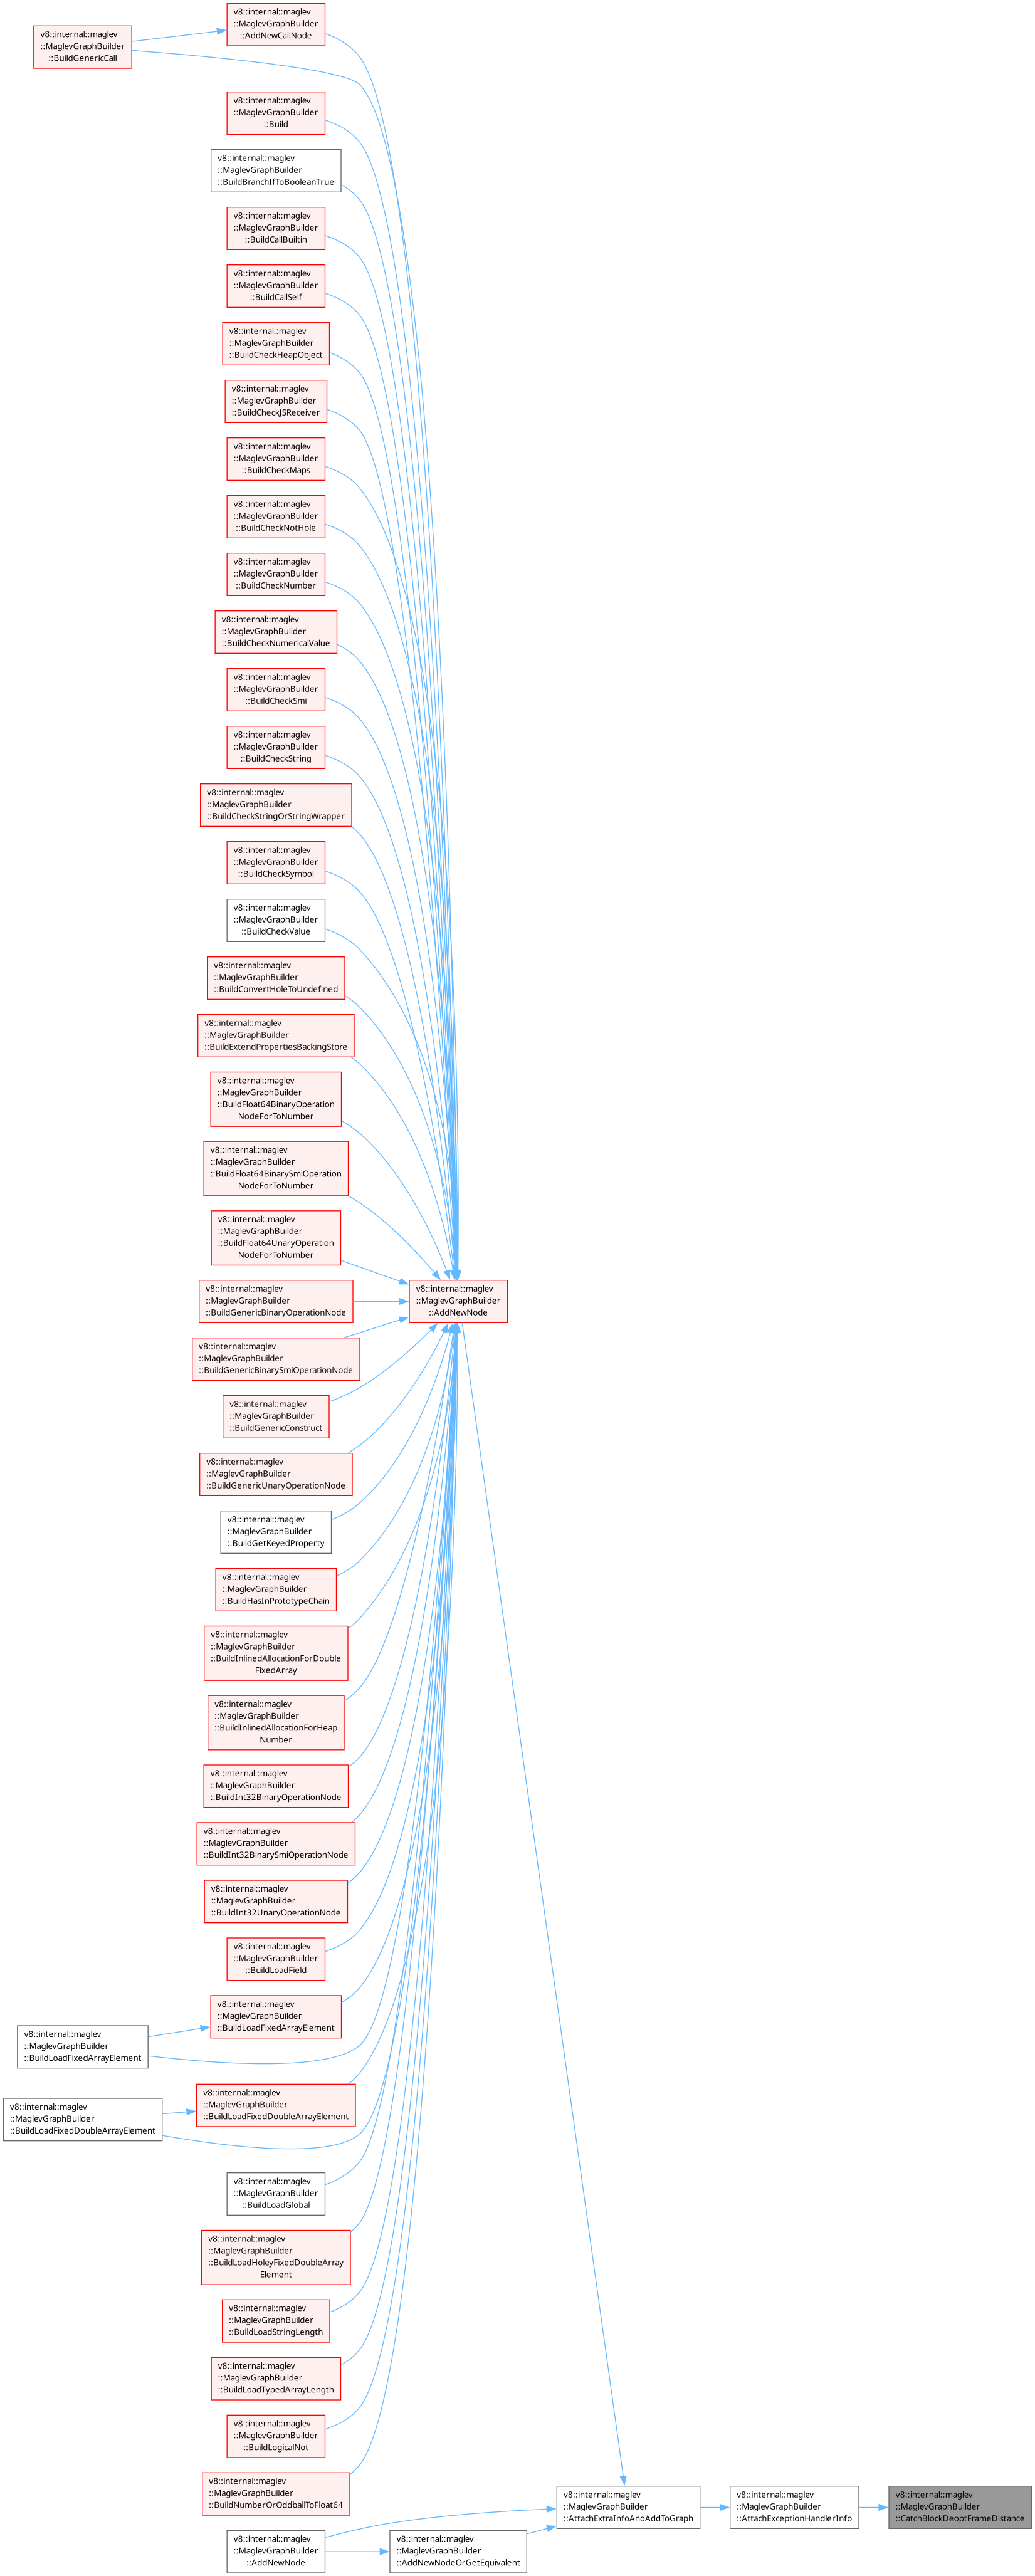 v8::internal::maglev
::MaglevGraphBuilder
::AddNewCallNode
v8::internal::maglev
::MaglevGraphBuilder
::BuildGenericCall
v8::internal::maglev
::MaglevGraphBuilder
::Build
v8::internal::maglev
::MaglevGraphBuilder
::BuildBranchIfToBooleanTrue
v8::internal::maglev
::MaglevGraphBuilder
::BuildCallBuiltin
v8::internal::maglev
::MaglevGraphBuilder
::BuildCallSelf
v8::internal::maglev
::MaglevGraphBuilder
::BuildCheckHeapObject
v8::internal::maglev
::MaglevGraphBuilder
::BuildCheckJSReceiver
v8::internal::maglev
::MaglevGraphBuilder
::BuildCheckMaps
v8::internal::maglev
::MaglevGraphBuilder
::BuildCheckNotHole
v8::internal::maglev
::MaglevGraphBuilder
::BuildCheckNumber
v8::internal::maglev
::MaglevGraphBuilder
::BuildCheckNumericalValue
v8::internal::maglev
::MaglevGraphBuilder
::BuildCheckSmi
v8::internal::maglev
::MaglevGraphBuilder
::BuildCheckString
v8::internal::maglev
::MaglevGraphBuilder
::BuildCheckStringOrStringWrapper
v8::internal::maglev
::MaglevGraphBuilder
::BuildCheckSymbol
v8::internal::maglev
::MaglevGraphBuilder
::BuildCheckValue
v8::internal::maglev
::MaglevGraphBuilder
::BuildConvertHoleToUndefined
v8::internal::maglev
::MaglevGraphBuilder
::BuildExtendPropertiesBackingStore
v8::internal::maglev
::MaglevGraphBuilder
::BuildFloat64BinaryOperation
NodeForToNumber
v8::internal::maglev
::MaglevGraphBuilder
::BuildFloat64BinarySmiOperation
NodeForToNumber
v8::internal::maglev
::MaglevGraphBuilder
::BuildFloat64UnaryOperation
NodeForToNumber
v8::internal::maglev
::MaglevGraphBuilder
::AddNewNode
v8::internal::maglev
::MaglevGraphBuilder
::BuildGenericBinaryOperationNode
v8::internal::maglev
::MaglevGraphBuilder
::BuildGenericBinarySmiOperationNode
v8::internal::maglev
::MaglevGraphBuilder
::BuildGenericConstruct
v8::internal::maglev
::MaglevGraphBuilder
::BuildGenericUnaryOperationNode
v8::internal::maglev
::MaglevGraphBuilder
::BuildGetKeyedProperty
v8::internal::maglev
::MaglevGraphBuilder
::BuildHasInPrototypeChain
v8::internal::maglev
::MaglevGraphBuilder
::BuildInlinedAllocationForDouble
FixedArray
v8::internal::maglev
::MaglevGraphBuilder
::BuildInlinedAllocationForHeap
Number
v8::internal::maglev
::MaglevGraphBuilder
::BuildInt32BinaryOperationNode
v8::internal::maglev
::MaglevGraphBuilder
::BuildInt32BinarySmiOperationNode
v8::internal::maglev
::MaglevGraphBuilder
::BuildInt32UnaryOperationNode
v8::internal::maglev
::MaglevGraphBuilder
::BuildLoadField
v8::internal::maglev
::MaglevGraphBuilder
::BuildLoadFixedArrayElement
v8::internal::maglev
::MaglevGraphBuilder
::BuildLoadFixedArrayElement
v8::internal::maglev
::MaglevGraphBuilder
::BuildLoadFixedDoubleArrayElement
v8::internal::maglev
::MaglevGraphBuilder
::BuildLoadFixedDoubleArrayElement
v8::internal::maglev
::MaglevGraphBuilder
::BuildLoadGlobal
v8::internal::maglev
::MaglevGraphBuilder
::BuildLoadHoleyFixedDoubleArray
Element
v8::internal::maglev
::MaglevGraphBuilder
::BuildLoadStringLength
v8::internal::maglev
::MaglevGraphBuilder
::BuildLoadTypedArrayLength
v8::internal::maglev
::MaglevGraphBuilder
::BuildLogicalNot
v8::internal::maglev
::MaglevGraphBuilder
::BuildNumberOrOddballToFloat64
v8::internal::maglev
::MaglevGraphBuilder
::AttachExtraInfoAndAddToGraph
v8::internal::maglev
::MaglevGraphBuilder
::AttachExceptionHandlerInfo
v8::internal::maglev
::MaglevGraphBuilder
::CatchBlockDeoptFrameDistance
v8::internal::maglev
::MaglevGraphBuilder
::AddNewNode
v8::internal::maglev
::MaglevGraphBuilder
::AddNewNodeOrGetEquivalent